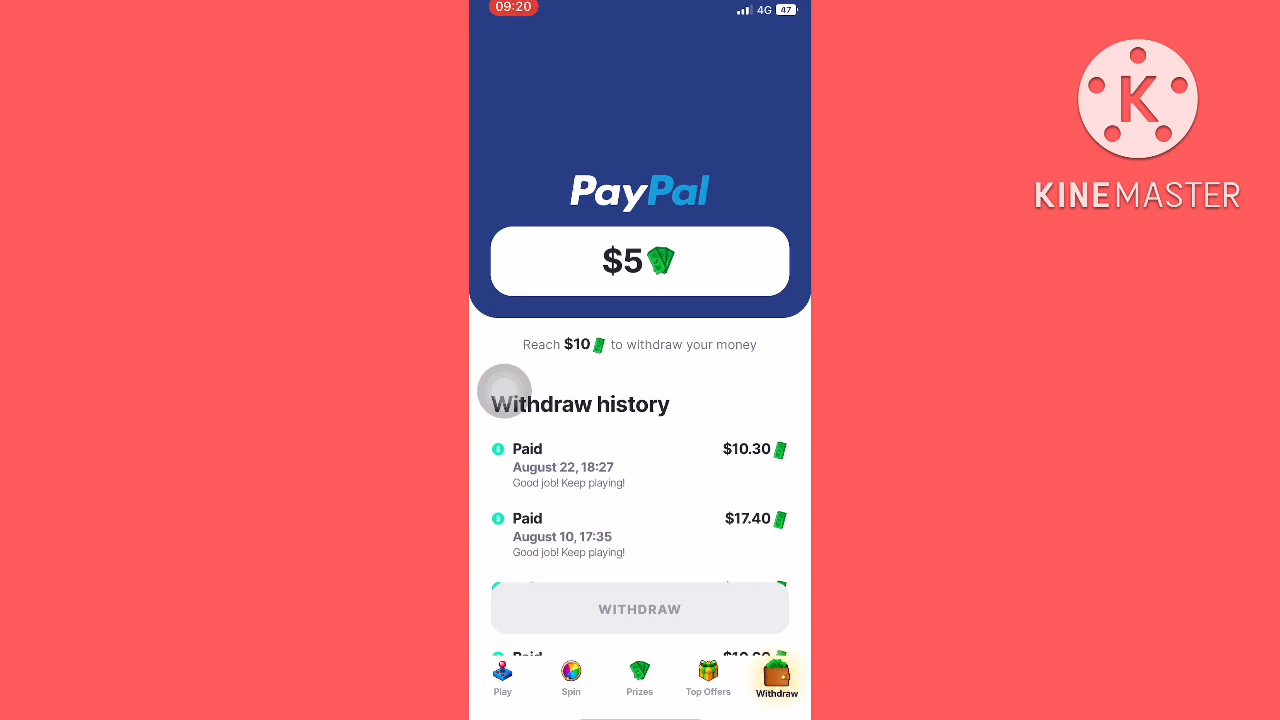 09:20
4G 47
K
KINEMASTER
PayPal
$5
Reach $10 to withdraw your money
Withdraw history
Paid $10.30
August 22, 18:27
Good job! Keep playing!
Paid $17.40
August 10, 17:35
Good job! Keep playing!
WITHDRAW
Play Spin Prizes Top Offers Withdraw